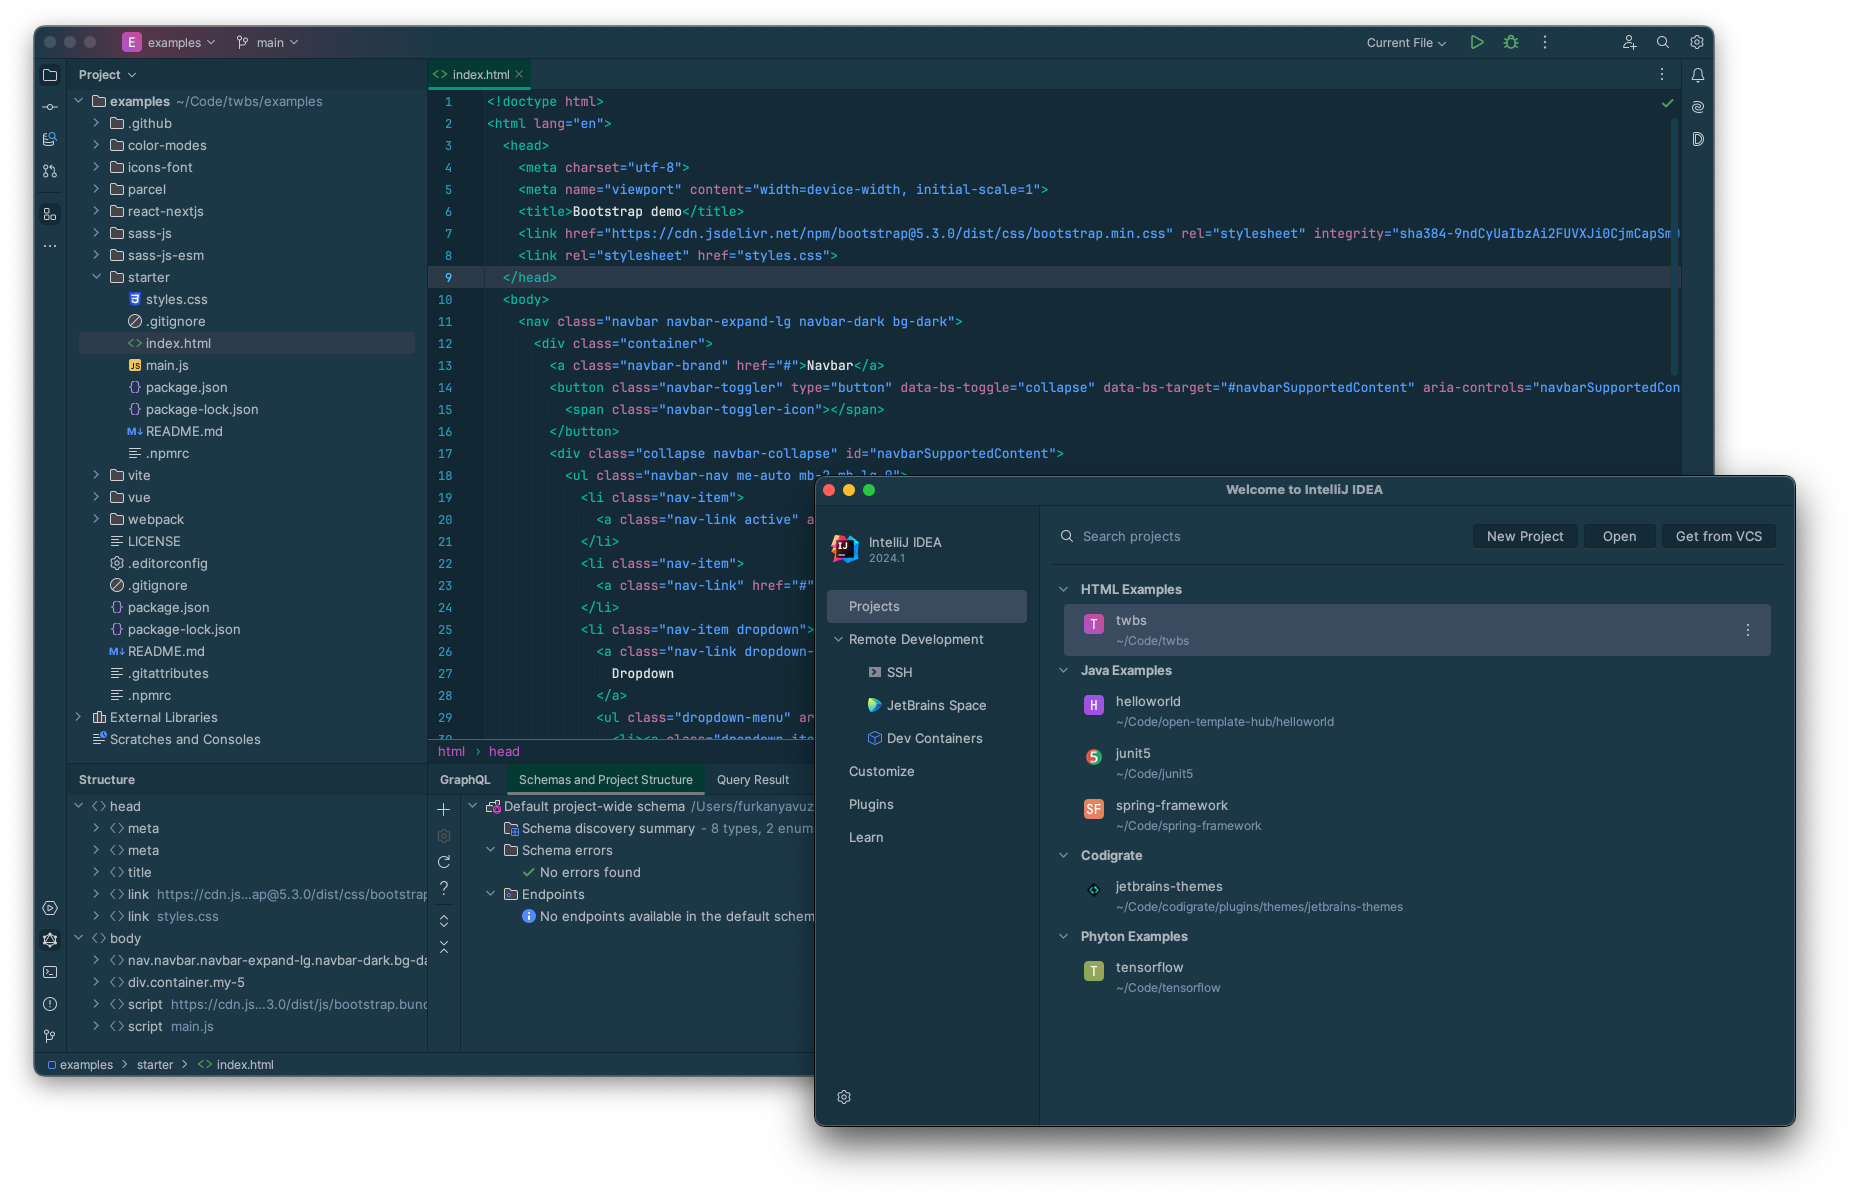 E examples main Current File
Project
examples ~/Code/twbs/examples
.github
color-modes
icons-font
parcel
react-nextjs
sass-js
sass-js-esm
starter
styles.css
.gitignore
index.html
JS main.js
package.json
package-lock.json
M↓ README.md
.npmrc
vite
vue
webpack
LICENSE
.editorconfig
.gitignore
package.json
package-lock.json
M↓ README.md
.gitattributes
.npmrc
External Libraries
Scratches and Consoles
index.html
1 <!doctype html>
2 <html lang="en">
3 <head>
4 <meta charset="utf-8">
5 <meta name="viewport" content="width=device-width, initial-scale=1">
6 <title>Bootstrap demo</title>
7 <link href="https://cdn.jsdelivr.net/npm/bootstrap@5.3.0/dist/css/bootstrap.min.css" rel="stylesheet" integrity="sha384-9ndCyUaIbzAi2FUVXJi0CjmCapSm
8 <link rel="stylesheet" href="styles.css">
9 </head>
10 <body>
11 <nav class="navbar navbar-expand-lg navbar-dark bg-dark">
12 <div class="container">
13 <a class="navbar-brand" href="#">Navbar</a>
14 <button class="navbar-toggler" type="button" data-bs-toggle="collapse" data-bs-target="#navbarSupportedContent" aria-controls="navbarSupportedCon
15 <span class="navbar-toggler-icon"></span>
16 </button>
17 <div class="collapse navbar-collapse" id="navbarSupportedContent">
18 <ul class="navbar-nav me-auto mb-2 mb-lg-0">
19 <li class="nav-item">
20 <a class="nav-link active" a
21 </li>
22 <li class="nav-item">
23 <a class="nav-link" href="#"
24 </li>
25 <li class="nav-item dropdown">
26 <a class="nav-link dropdown-
27 Dropdown
28 </a>
29 <ul class="dropdown-menu" ar
30 <li><a class="dropdown-ite
html › head
Structure
head
meta
meta
title
link https://cdn.js...ap@5.3.0/dist/css/bootstrap
link styles.css
body
nav.navbar.navbar-expand-lg.navbar-dark.bg-da
div.container.my-5
script https://cdn.js...3.0/dist/js/bootstrap.bund
script main.js
GraphQL Schemas and Project Structure Query Result
Default project-wide schema /Users/furkanyavuz
Schema discovery summary - 8 types, 2 enums
Schema errors
No errors found
Endpoints
No endpoints available in the default schem
examples > starter > index.html
Welcome to IntelliJ IDEA
IJ IntelliJ IDEA
2024.1
Projects
Remote Development
SSH
JetBrains Space
Dev Containers
Customize
Plugins
Learn
Search projects New Project Open Get from VCS
HTML Examples
T twbs
~/Code/twbs
Java Examples
H helloworld
~/Code/open-template-hub/helloworld
5 junit5
~/Code/junit5
SF spring-framework
~/Code/spring-framework
Codigrate
jetbrains-themes
~/Code/codigrate/plugins/themes/jetbrains-themes
Phyton Examples
T tensorflow
~/Code/tensorflow